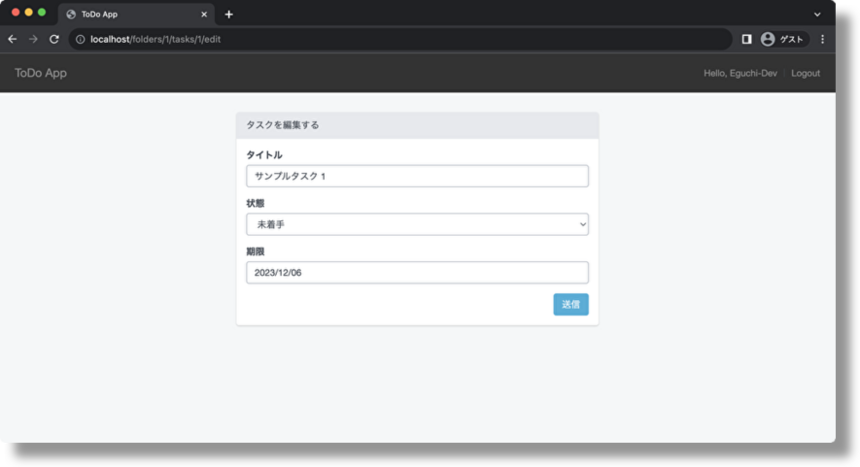 ToDo App
localhost/folders/1/tasks/1/edit
ゲスト
ToDo App
Hello, Eguchi-Dev | Logout
タスクを編集する
タイトル
サンプルタスク 1
状態
未着手
期限
2023/12/06
送信